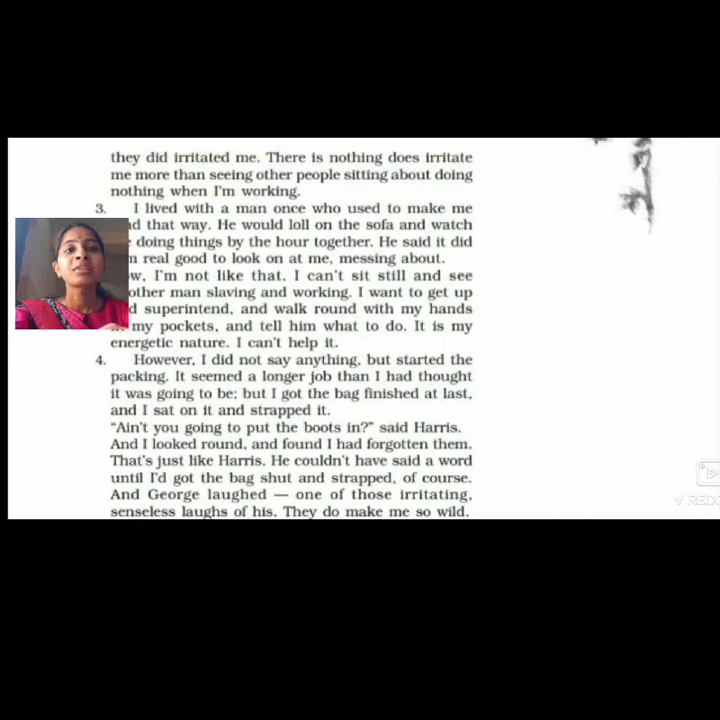 they did irritated me. There is nothing does irritate
me more than seeing other people sitting about doing
nothing when I'm working.
3. I lived with a man once who used to make me
that way. He would loll on the sofa and watch
doing things by the hour together. He said it did
real good to look on at me, messing about.
I'm not like that. I can't sit still and see
other man slaving and working. I want to get up
superintend, and walk round with my hands
my pockets, and tell him what to do. It is my
energetic nature. I can't help it.
4. However, I did not say anything, but started the
packing. It seemed a longer job than I had thought
it was going to be; but I got the bag finished at last,
and I sat on it and strapped it.
“Ain't you going to put the boots in?” said Harris.
And I looked round, and found I had forgotten them.
That's just like Harris. He couldn't have said a word
until I'd got the bag shut and strapped, of course.
And George laughed — one of those irritating,
senseless laughs of his. They do make me so wild.